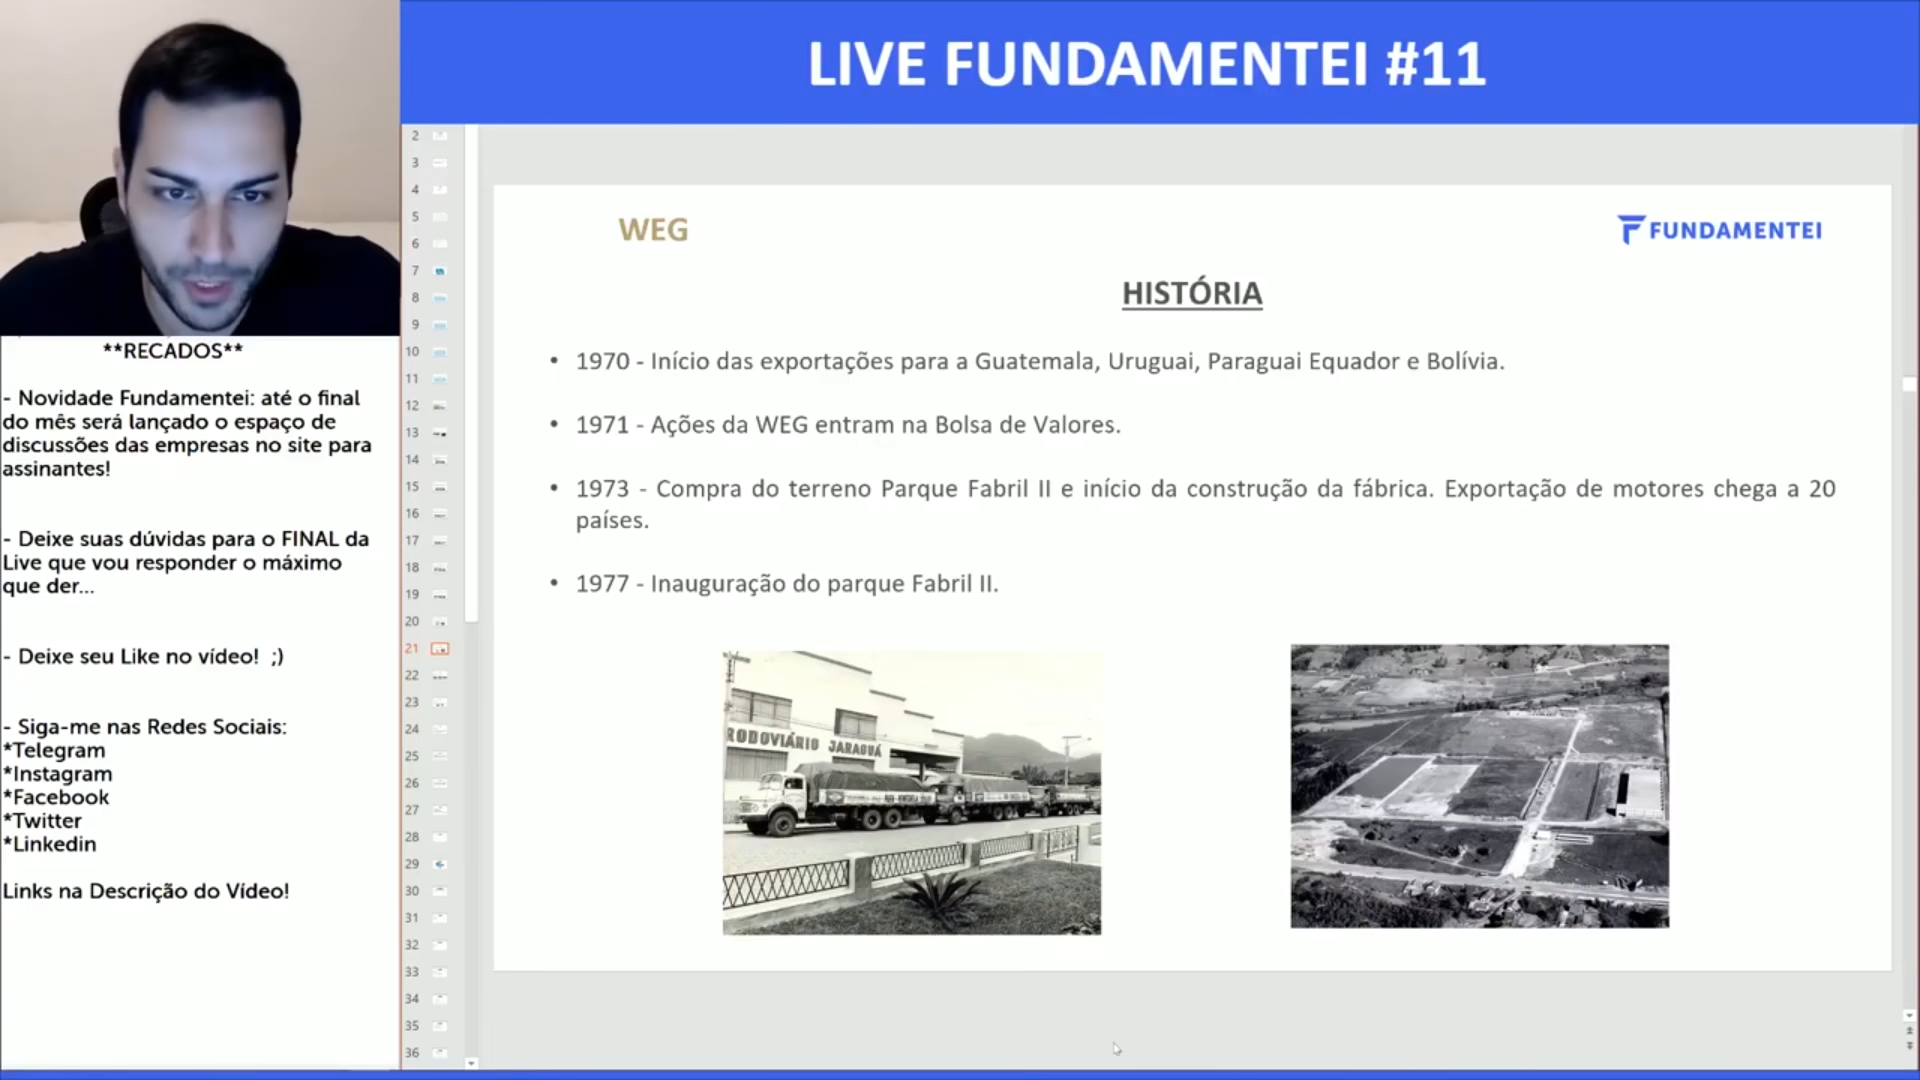 LIVE FUNDAMENTEI #11
**RECADOS**
- Novidade Fundamentei: até o final
do mês será lançado o espaço de
discussões das empresas no site para
assinantes!
- Deixe suas dúvidas para o FINAL da
Live que vou responder o máximo
que der...
- Deixe seu Like no vídeo! ;)
- Siga-me nas Redes Sociais:
*Telegram
*Instagram
*Facebook
*Twitter
*Linkedin
Links na Descrição do Vídeo!
2
3
4
5
6
7
8
9
10
11
12
13
14
15
16
17
18
19
20
21
22
23
24
25
26
27
28
29
30
31
32
33
34
35
36
WEG
FUNDAMENTEI
HISTÓRIA
• 1970 - Início das exportações para a Guatemala, Uruguai, Paraguai Equador e Bolívia.
• 1971 - Ações da WEG entram na Bolsa de Valores.
• 1973 - Compra do terreno Parque Fabril II e início da construção da fábrica. Exportação de motores chega a 20
países.
• 1977 - Inauguração do parque Fabril II.
RODOVIÁRIO JARAGUÁ